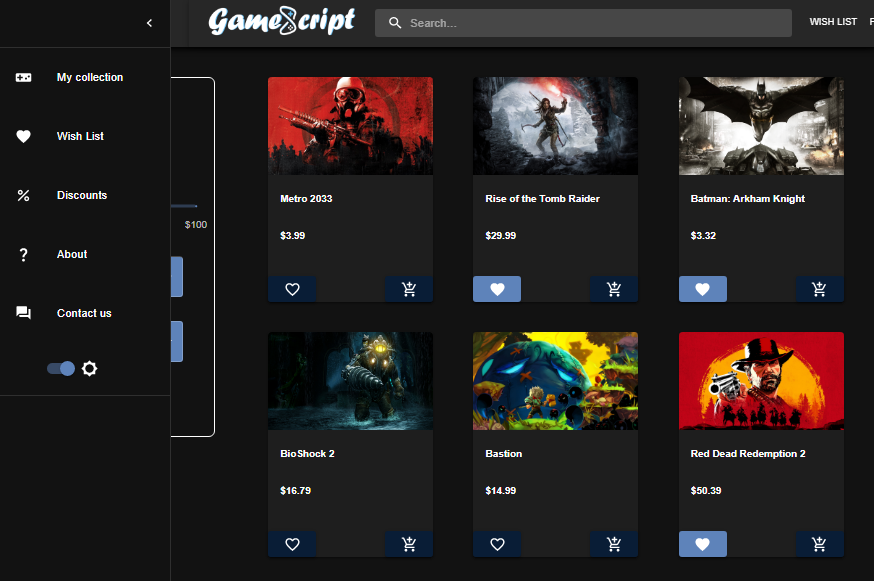 GameScript
Search...
WISH LIST
My collection
Wish List
Discounts
About
Contact us
$100
Metro 2033
$3.99
Rise of the Tomb Raider
$29.99
Batman: Arkham Knight
$3.32
BioShock 2
$16.79
Bastion
$14.99
Red Dead Redemption 2
$50.39